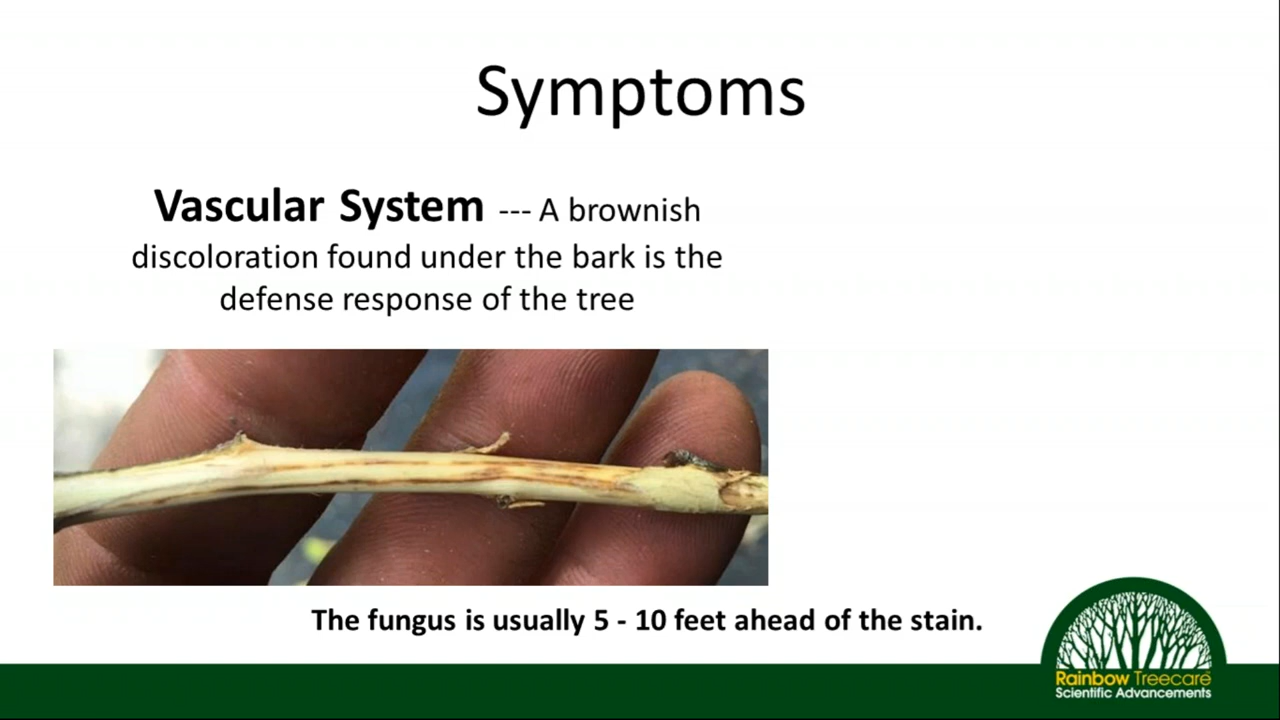 Symptoms
Vascular System --- A brownish
discoloration found under the bark is the
defense response of the tree
The fungus is usually 5 - 10 feet ahead of the stain.
Rainbow Treecare
Scientific Advancements